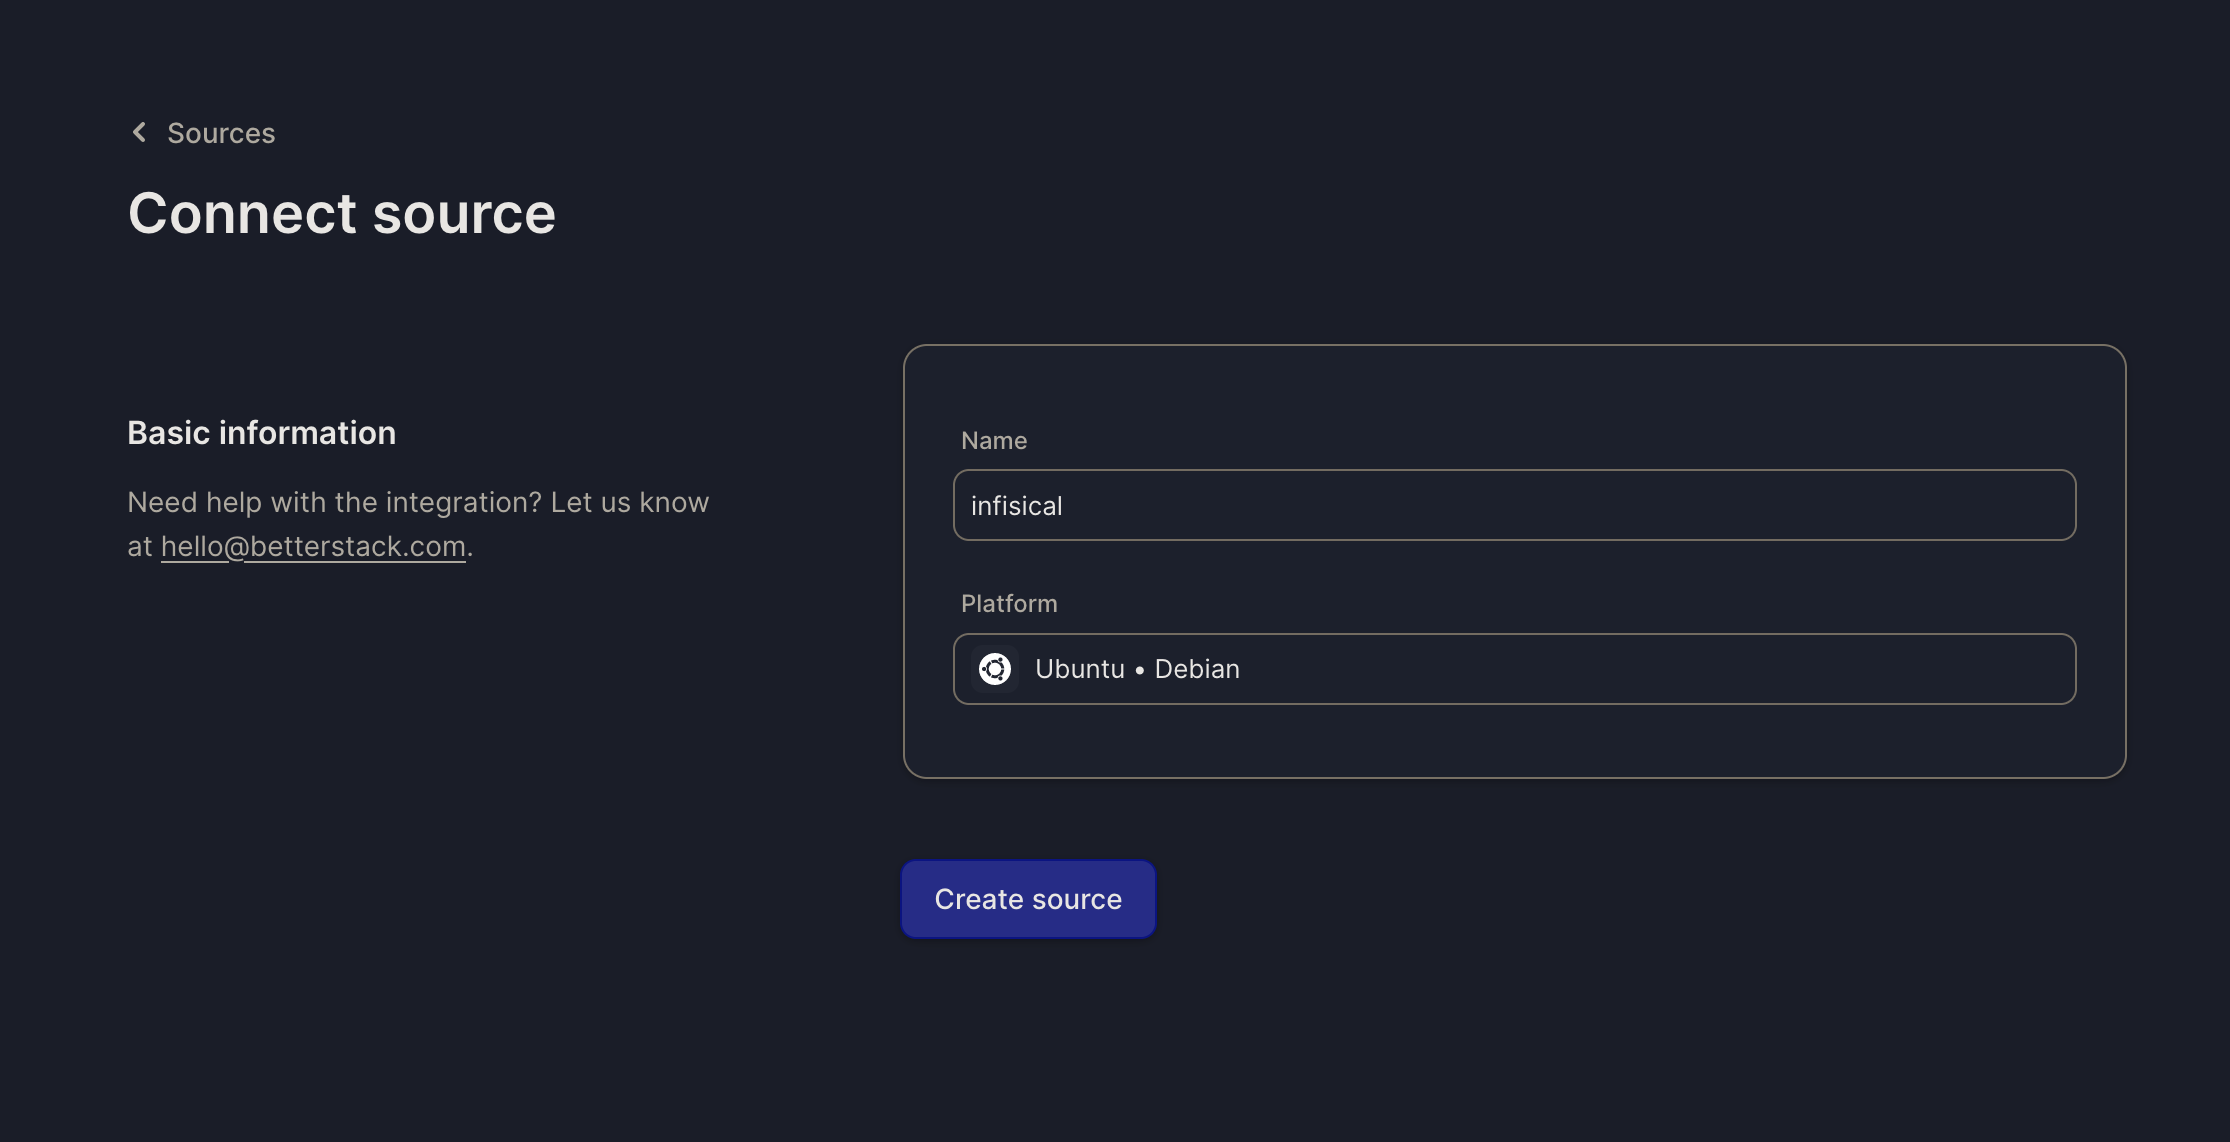 Sources
Connect source
Basic information
Need help with the integration? Let us know
at hello@betterstack.com.
Name
infisical
Platform
Ubuntu • Debian
Create source